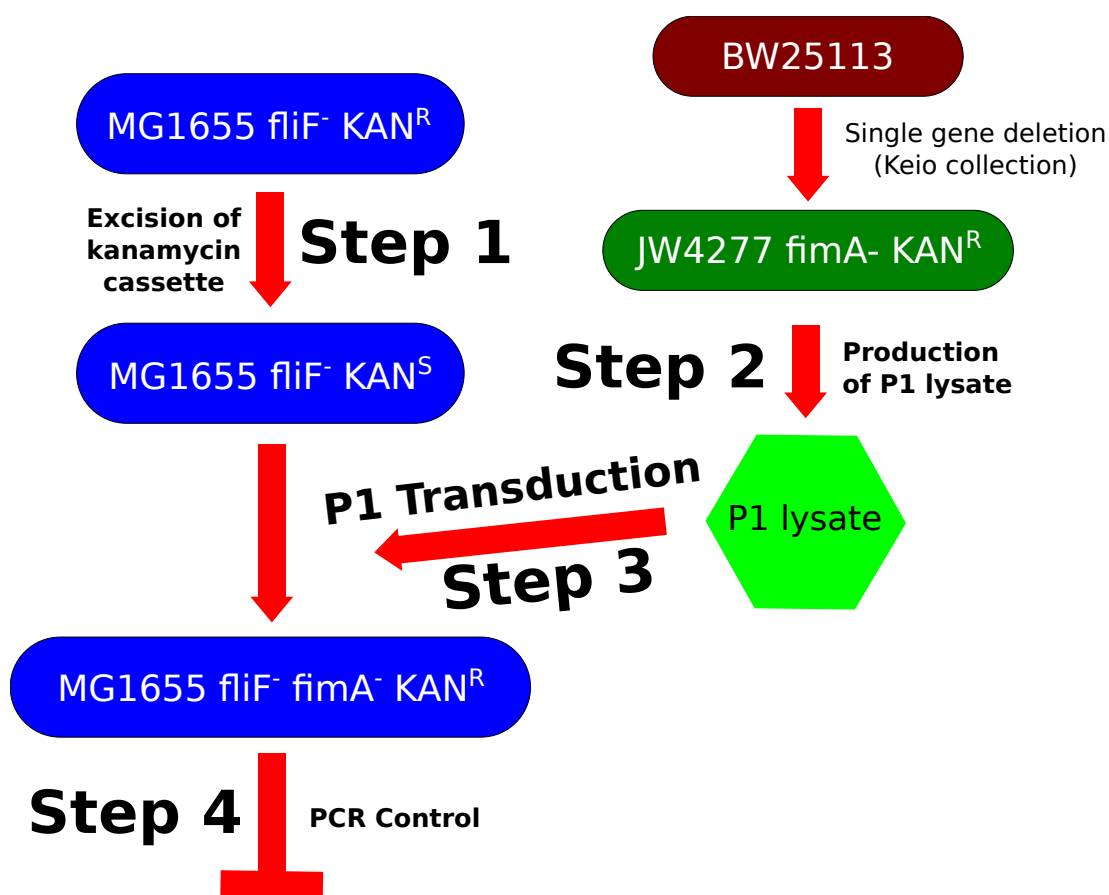 BW25113
MG1655 fliF⁻ KANᴿ
Single gene deletion
(Keio collection)
Excision of
kanamycin
cassette
Step 1
JW4277 fimA- KANᴿ
MG1655 fliF⁻ KANˢ
Step 2
Production
of P1 lysate
P1 Transduction
P1 lysate
Step 3
MG1655 fliF⁻ fimA⁻ KANᴿ
Step 4
PCR Control